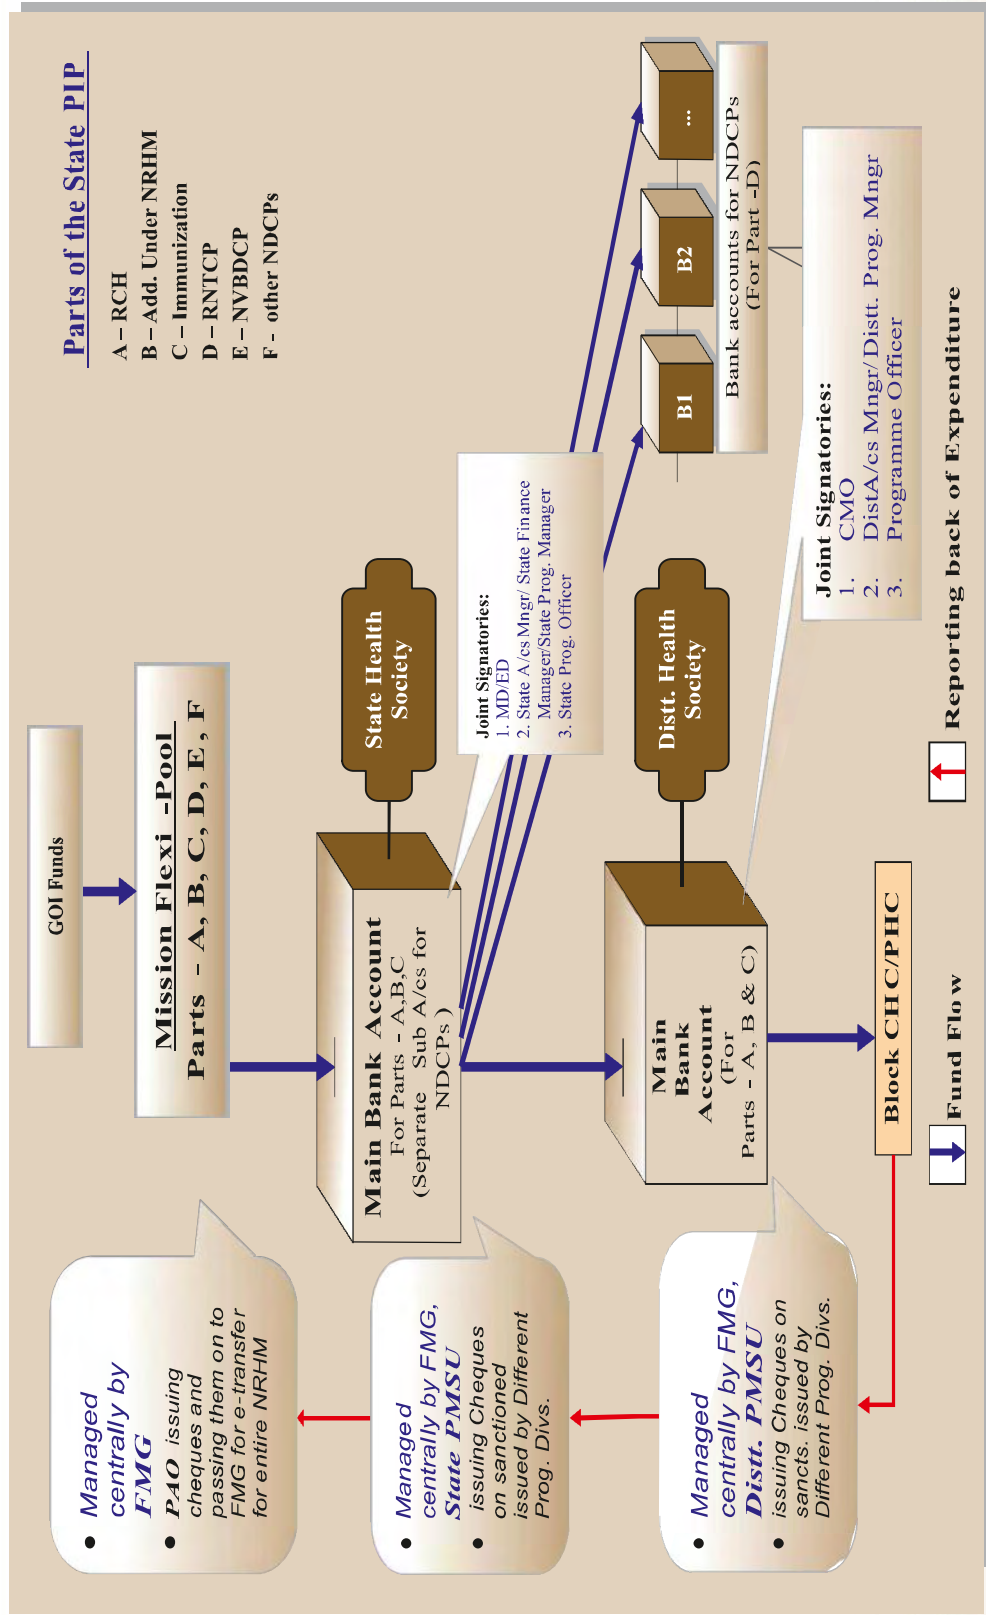 Parts of the State PIP
A – RCH
B – Add. Under NRHM
C – Immunization
D – RNTCP
E – NVBDCP
F - other NDCPs
GOI Funds
Mission Flexi -Pool
Parts - A, B, C, D, E, F
State Health
Society
Main Bank Account
For Parts - A,B,C
(Separate Sub A/cs for
NDCPs )
Joint Signatories:
1. MD/ED
2. State A/cs Mngr/ State Finance
Manager/State Prog. Manager
3. State Prog. Officer
B1
B2
...
Bank accounts for NDCPs
(For Part -D)
Distt. Health
Society
Main
Bank
Account
(For
Parts - A, B & C)
Joint Signatories:
1. CMO
2. DistA/cs Mngr/Distt. Prog. Mngr
3. Programme Officer
Block CHC/PHC
• Managed
centrally by
FMG
• PAO issuing
cheques and
passing them on to
FMG for e-transfer
for entire NRHM
• Managed
centrally by FMG,
State PMSU
• issuing Cheques
on sanctioned
issued by Different
Prog. Divs.
• Managed
centrally by FMG,
Distt. PMSU
• issuing Cheques on
sancts. issued by
Different Prog. Divs.
Fund Flow
Reporting back of Expenditure